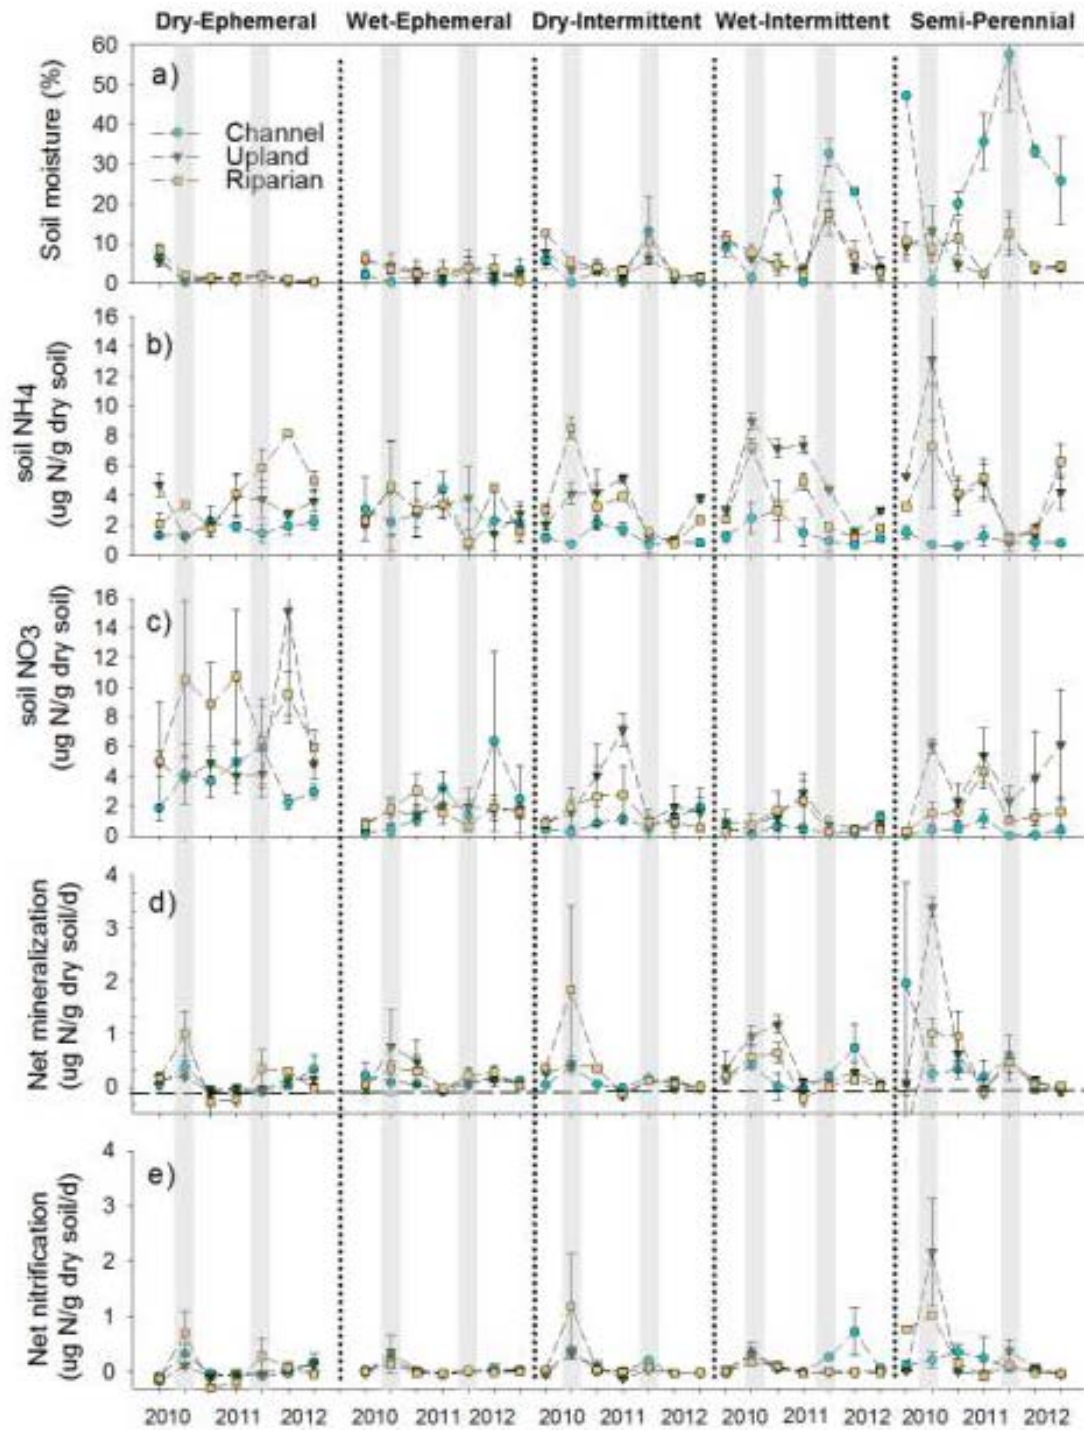 Dry-Ephemeral Wet-Ephemeral Dry-Intermittent Wet-Intermittent Semi-Perennial
a)
Soil moisture (%)
60
50
40
30
20
10
0
Channel
Upland
Riparian
b)
soil NH4
(ug N/g dry soil)
16
14
12
10
8
6
4
2
0
c)
soil NO3
(ug N/g dry soil)
16
14
12
10
8
6
4
2
0
d)
Net mineralization
(ug N/g dry soil/d)
4
3
2
1
0
e)
Net nitrification
(ug N/g dry soil/d)
4
3
2
1
0
2010 2011 2012 2010 2011 2012 2010 2011 2012 2010 2011 2012 2010 2011 2012